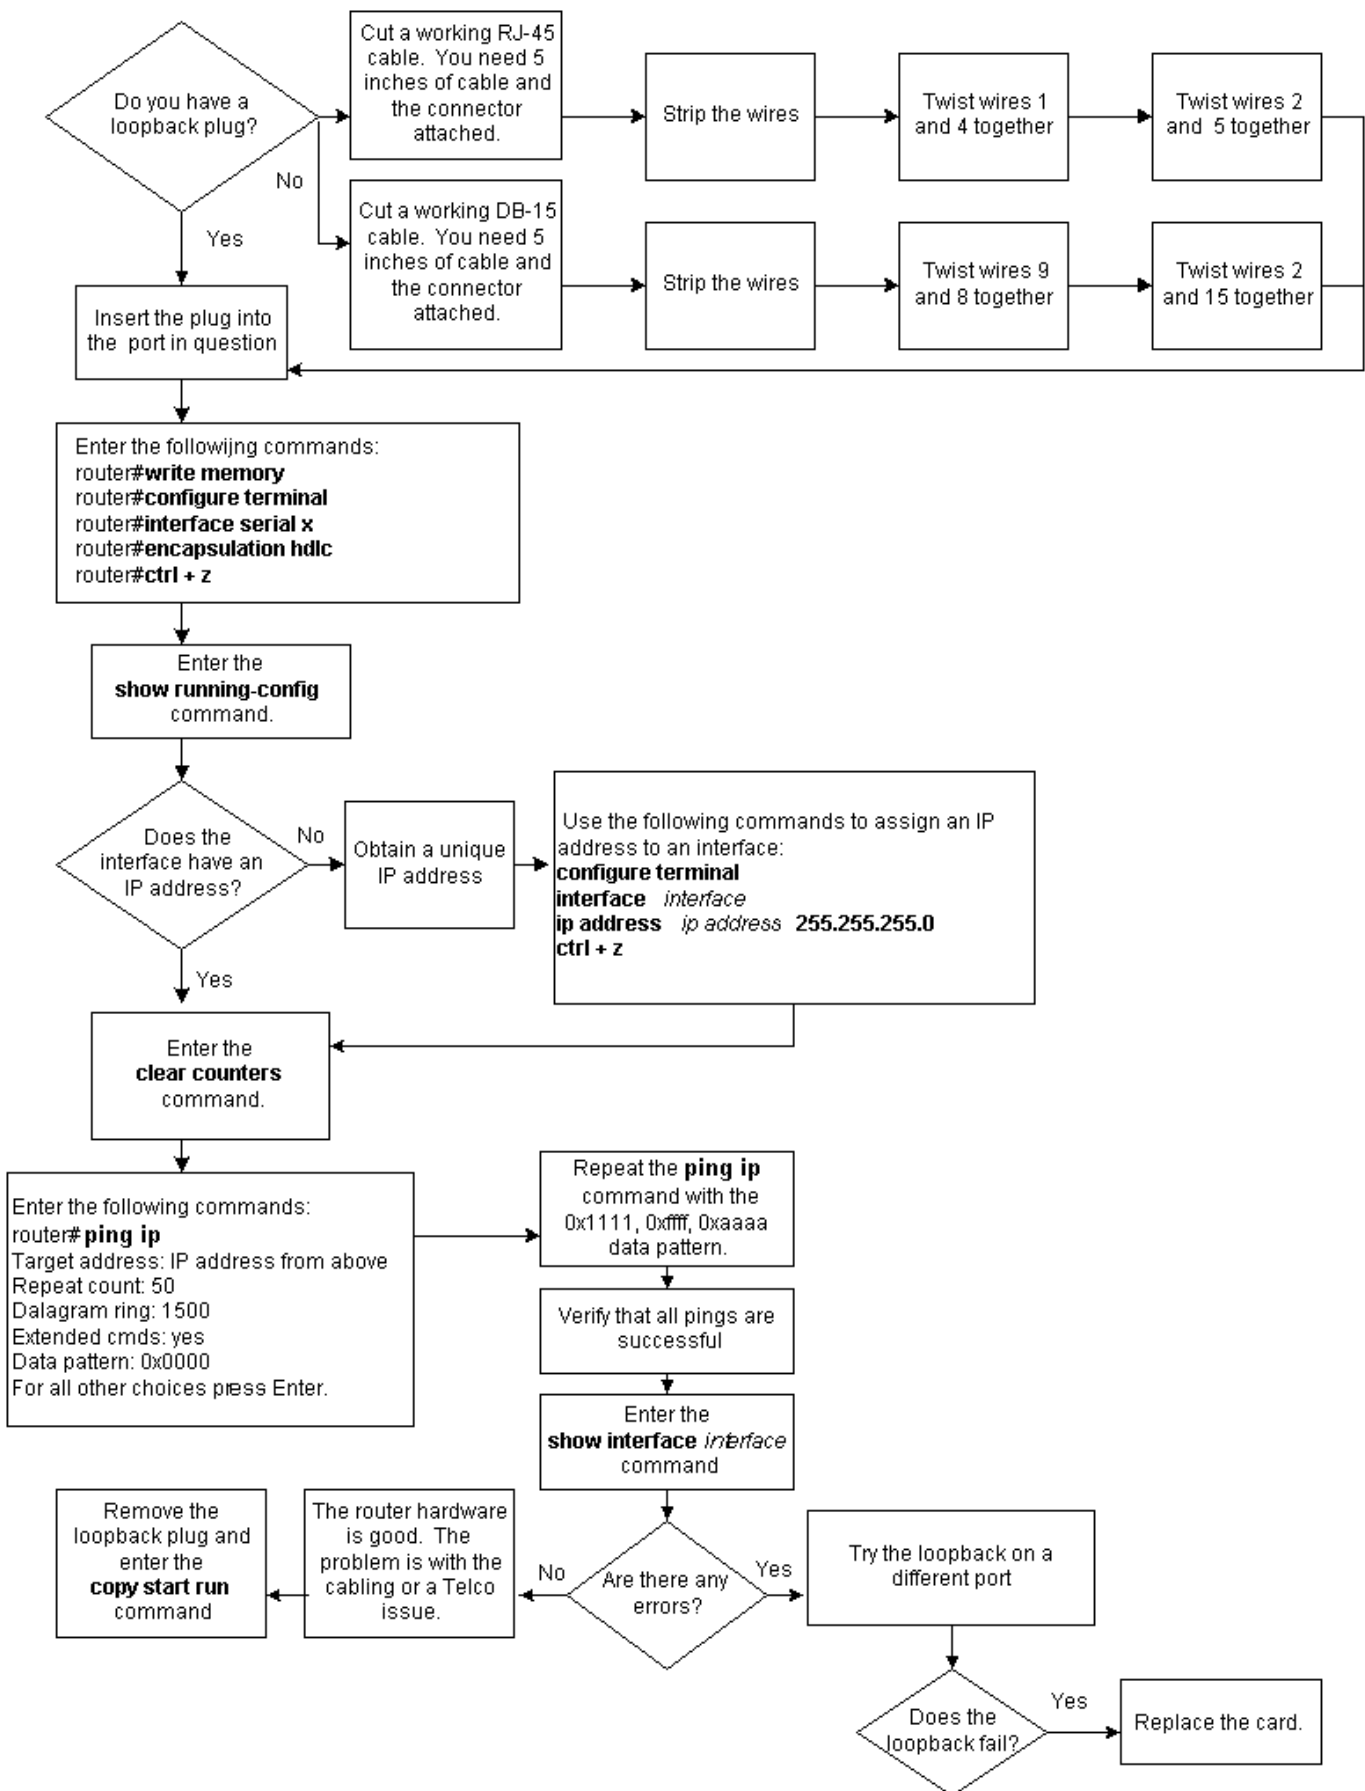 Do you have a
loopback plug?
No
Yes
Cut a working RJ-45
cable. You need 5
inches of cable and
the connector
attached.
Strip the wires
Twist wires 1
and 4 together
Twist wires 2
and 5 together
Cut a working DB-15
cable. You need 5
inches of cable and
the connector
attached.
Strip the wires
Twist wires 9
and 8 together
Twist wires 2
and 15 together
Insert the plug into
the port in question
Enter the followijng commands:
router#write memory
router#configure terminal
router#interface serial x
router#encapsulation hdlc
router#ctrl + z
Enter the
show running-config
command.
Does the
interface have an
IP address?
No
Yes
Obtain a unique
IP address
Use the following commands to assign an IP
address to an interface:
configure terminal
interface interface
ip address ip address 255.255.255.0
ctrl + z
Enter the
clear counters
command.
Enter the following commands:
router# ping ip
Target address: IP address from above
Repeat count: 50
Dalagram ring: 1500
Extended cmds: yes
Data pattern: 0x0000
For all other choices press Enter.
Repeat the ping ip
command with the
0x1111, 0xffff, 0xaaaa
data pattern.
Verify that all pings are
successful
Enter the
show interface interface
command
Are there any
errors?
No
Yes
The router hardware
is good. The
problem is with the
cabling or a Telco
issue.
Remove the
loopback plug and
enter the
copy start run
command
Try the loopback on a
different port
Does the
loopback fail?
Yes
Replace the card.